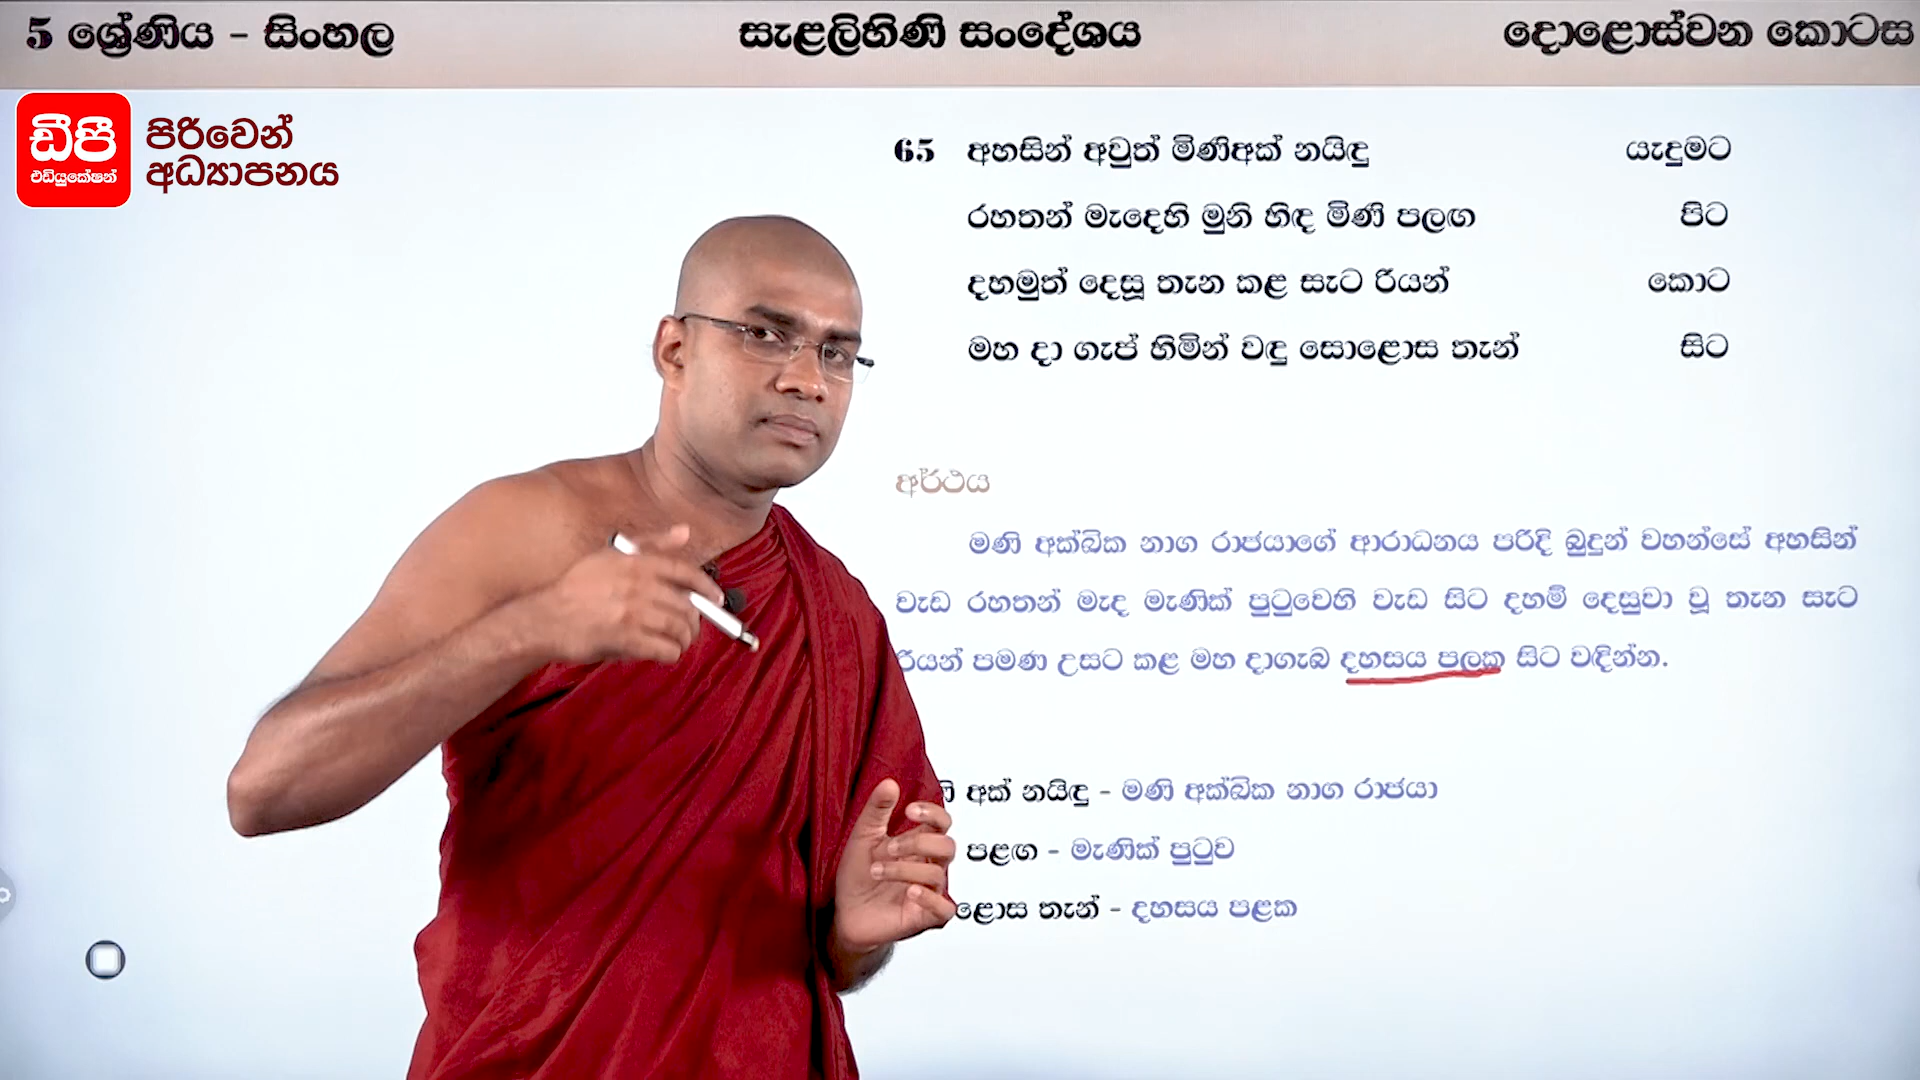 5 ශ්‍රේණිය - සිංහල
සැළලිහිණි සංදේශය
දොළොස්වන කොටස
ඩීපී
එඩියුකේෂන්
පිරිවෙන්
අධ්‍යාපනය
65 අහසින් අවුත් මිණිඅක් නයිඳු යැදුමට
රහතන් මැදෙහි මුනි හිඳ මිණි පලඟ පිට
දහමුත් දෙසූ තැන කළ සැට රියන් කොට
මහ දා ගැප් හිමින් වඳු සොළොස තැන් සිට
අර්ථය
මණි අක්ඛික නාග රාජයාගේ ආරාධනය පරිදි බුදුන් වහන්සේ අහසින්
වැඩ රහතන් මැද මැණික් පුටුවෙහි වැඩ සිට දහම් දෙසුවා වූ තැන සැට
රියන් පමණ උසට කළ මහ දාගැබ දහසය පලක සිට වඳින්න.
ණි අක් නයිඳු - මණි අක්ඛික නාග රාජයා
පළඟ - මැණික් පුටුව
ළොස තැන් - දහසය පළක